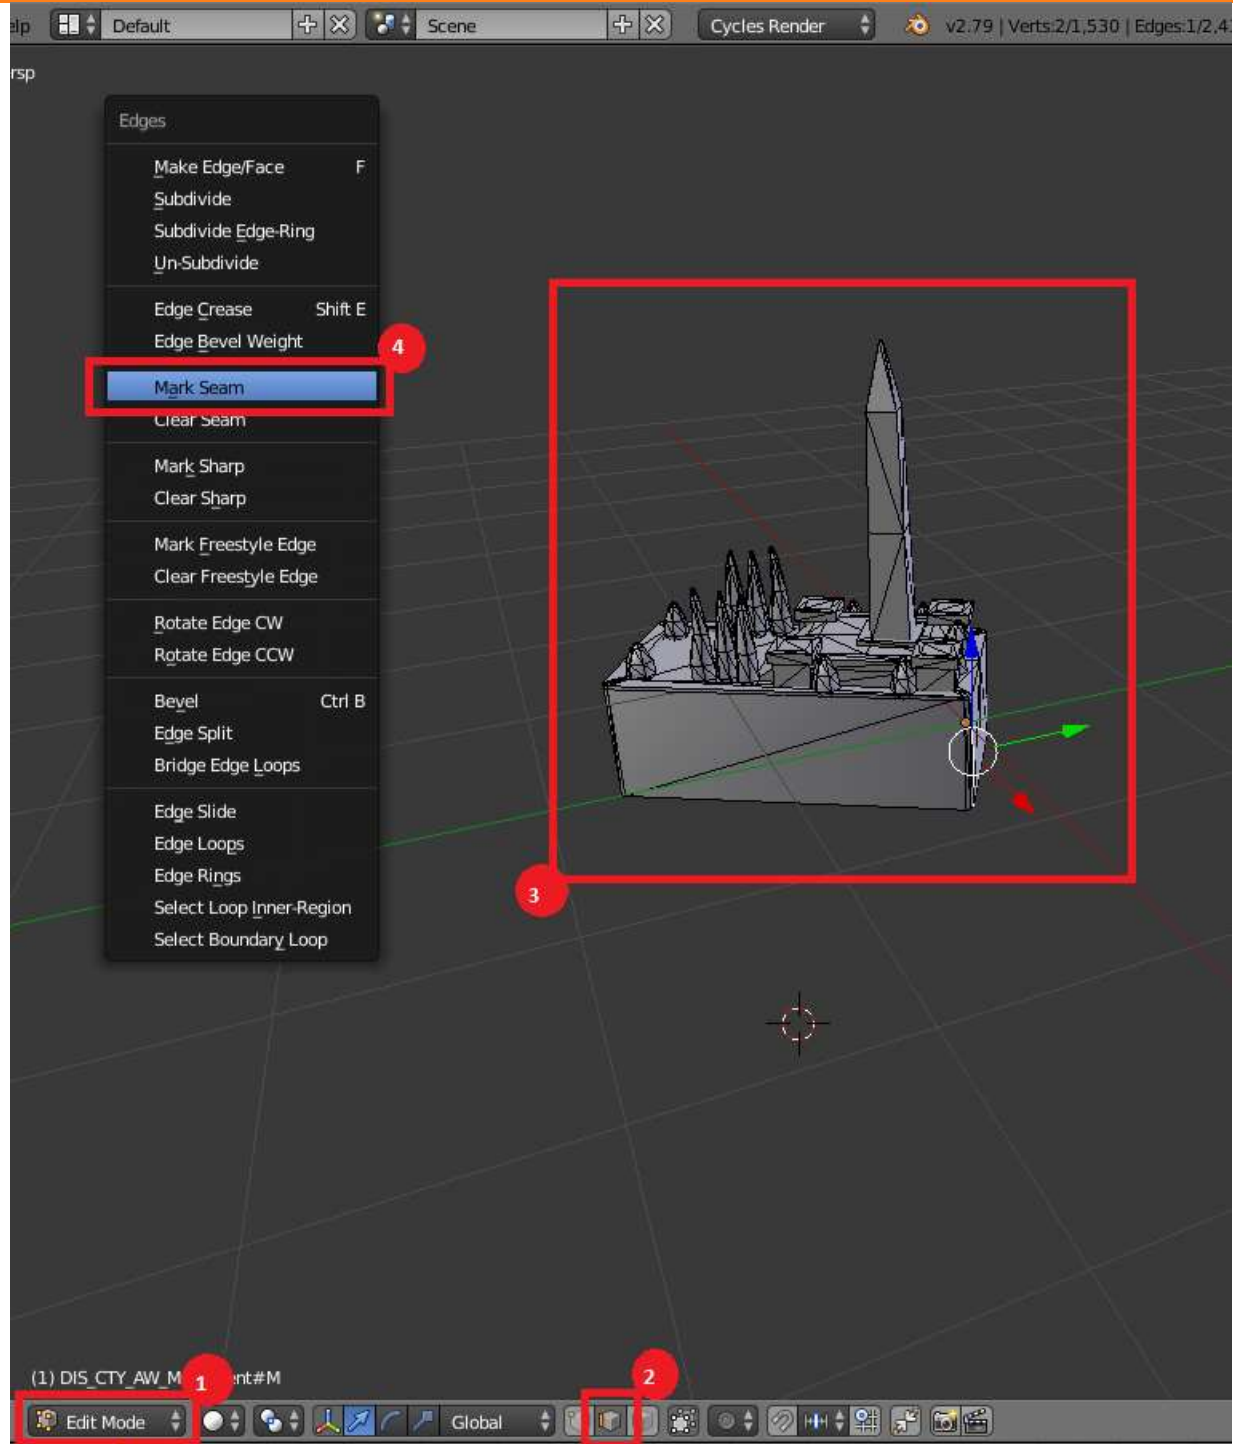 elp Default Scene Cycles Render v2.79 | Verts:2/1,530 | Edges:1/2,4
rsp
Edges
Make Edge/Face F
Subdivide
Subdivide Edge-Ring
Un-Subdivide
Edge Crease Shift E
Edge Bevel Weight
4
Mark Seam
Clear Seam
Mark Sharp
Clear Sharp
Mark Freestyle Edge
Clear Freestyle Edge
Rotate Edge CW
Rotate Edge CCW
Bevel Ctrl B
Edge Split
Bridge Edge Loops
Edge Slide
Edge Loops
Edge Rings
3
Select Loop Inner-Region
Select Boundary Loop
(1) DIS_CTY_AW_M ent#M
1
2
Edit Mode Global